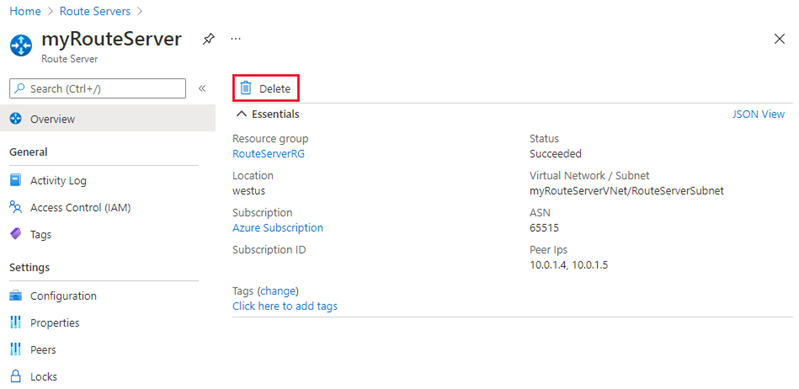 Home > Route Servers >
myRouteServer
...
Route Server
Search (Ctrl+/)
«
Delete
Overview
General
Activity Log
Access Control (IAM)
Tags
Settings
Configuration
Properties
Peers
Locks
Essentials
JSON View
Resource group
RouteServerRG
Location
westus
Subscription
Azure Subscription
Subscription ID
Status
Succeeded
Virtual Network / Subnet
myRouteServerVNet/RouteServerSubnet
ASN
65515
Peer Ips
10.0.1.4, 10.0.1.5
Tags (change)
Click here to add tags